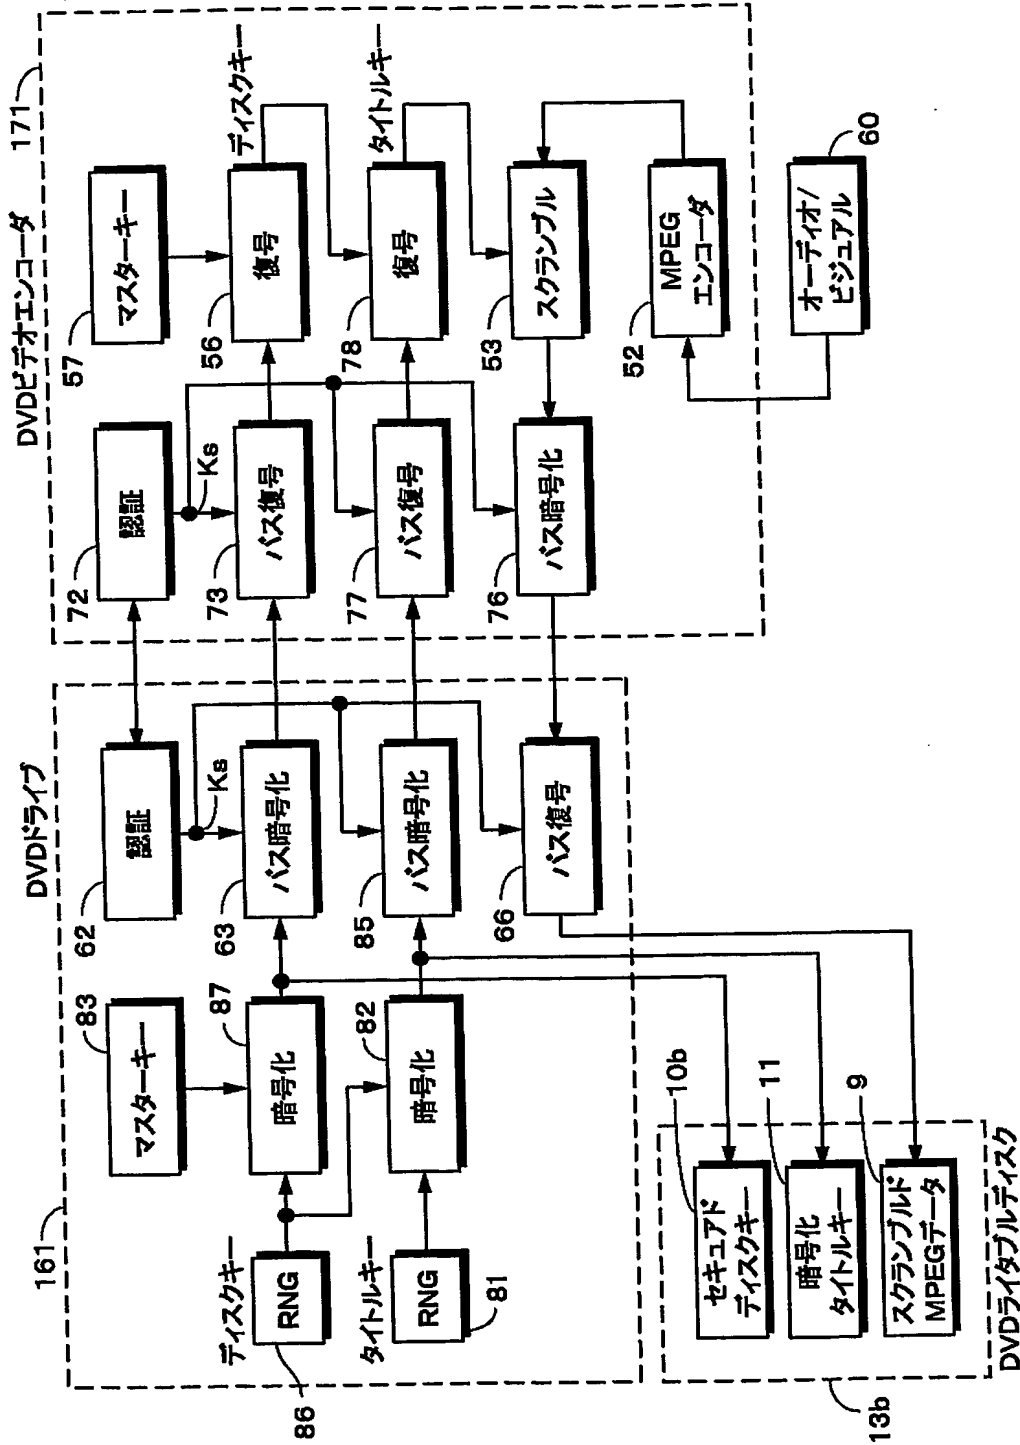 DVDドライブ
161
マスターキー
83
認証
62
Ks
ディスクキー
RNG
86
暗号化
87
バス暗号化
63
タイトルキー
RNG
81
暗号化
82
バス暗号化
85
バス復号
66
DVDビデオエンコーダ
171
認証
72
マスターキー
57
Ks
バス復号
73
復号
56
ディスクキー
バス復号
77
復号
78
タイトルキー
バス暗号化
76
スクランブル
53
MPEG
エンコーダ
52
オーディオ/
ビジュアル
60
セキュアド
ディスクキー
10b
暗号化
タイトルキー
11
スクランブルド
MPEGデータ
9
DVDライタブルディスク
13b